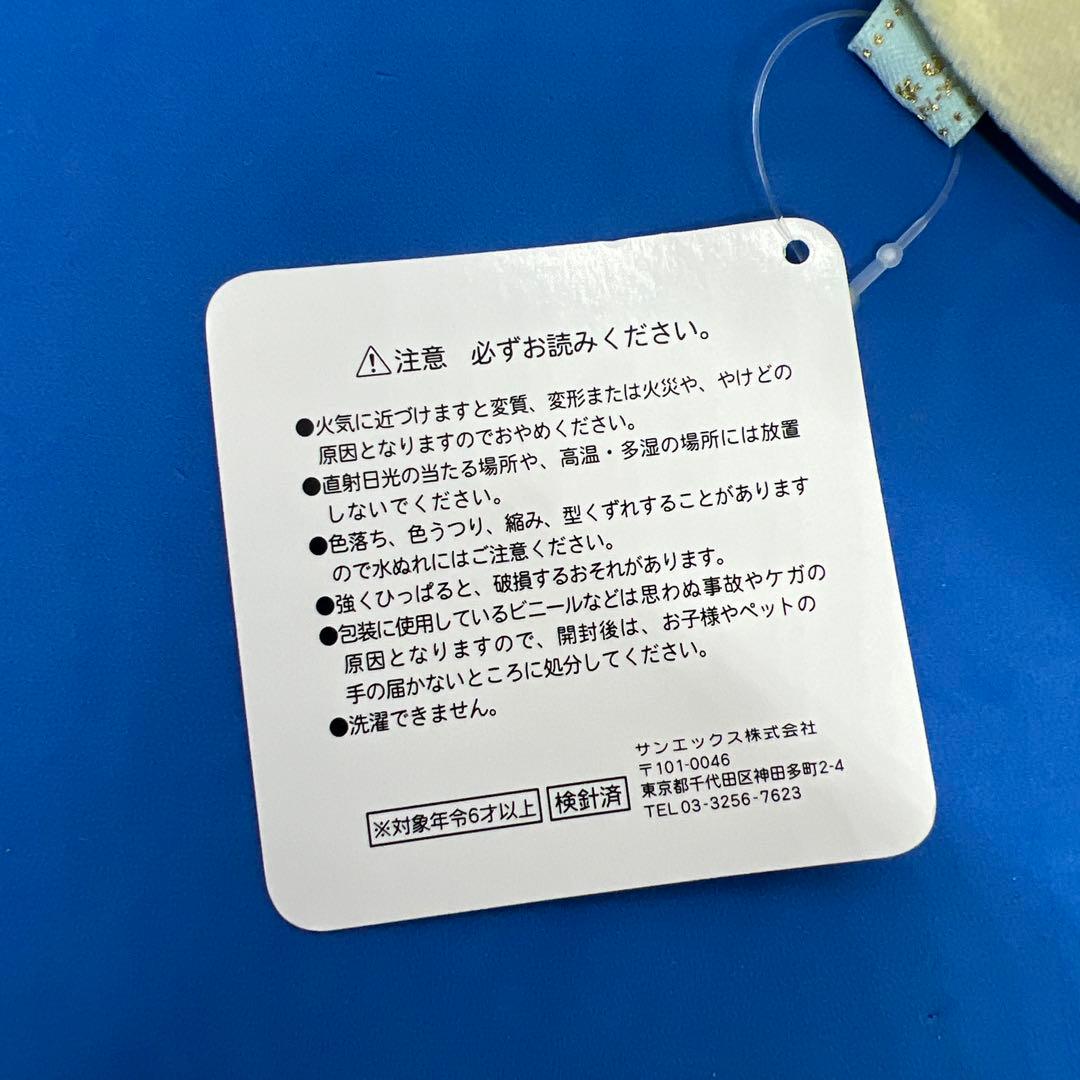 ⚠注意　必ずお読みください。
●火気に近づけますと変質、変形または火災や、やけどの
原因となりますのでおやめください。
●直射日光の当たる場所や、高温・多湿の場所には放置
しないでください。
●色落ち、色うつり、縮み、型くずれすることがあります
ので水ぬれにはご注意ください。
●強くひっぱると、破損するおそれがあります。
●包装に使用しているビニールなどは思わぬ事故やケガの
原因となりますので、開封後は、お子様やペットの
手の届かないところに処分してください。
●洗濯できません。
※対象年令6才以上
検針済
サンエックス株式会社
〒101-0046
東京都千代田区神田多町2-4
TEL 03-3256-7623